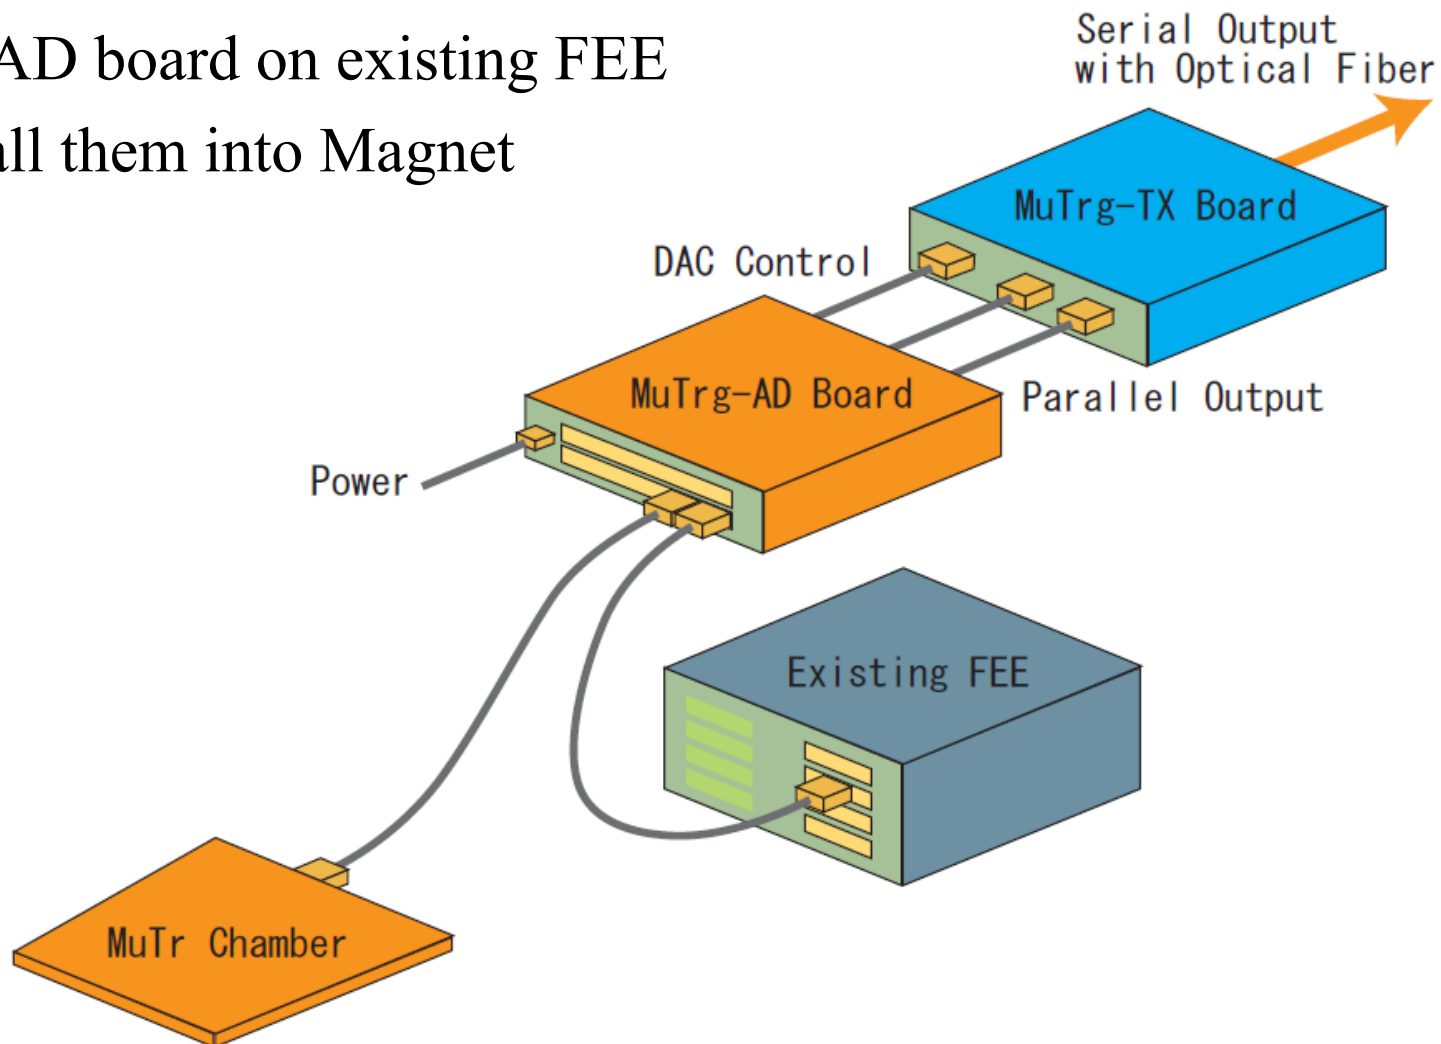 AD board on existing FEE
all them into Magnet
Serial Output
with Optical Fiber
MuTrg-TX Board
DAC Control
MuTrg-AD Board
Parallel Output
Power
Existing FEE
MuTr Chamber